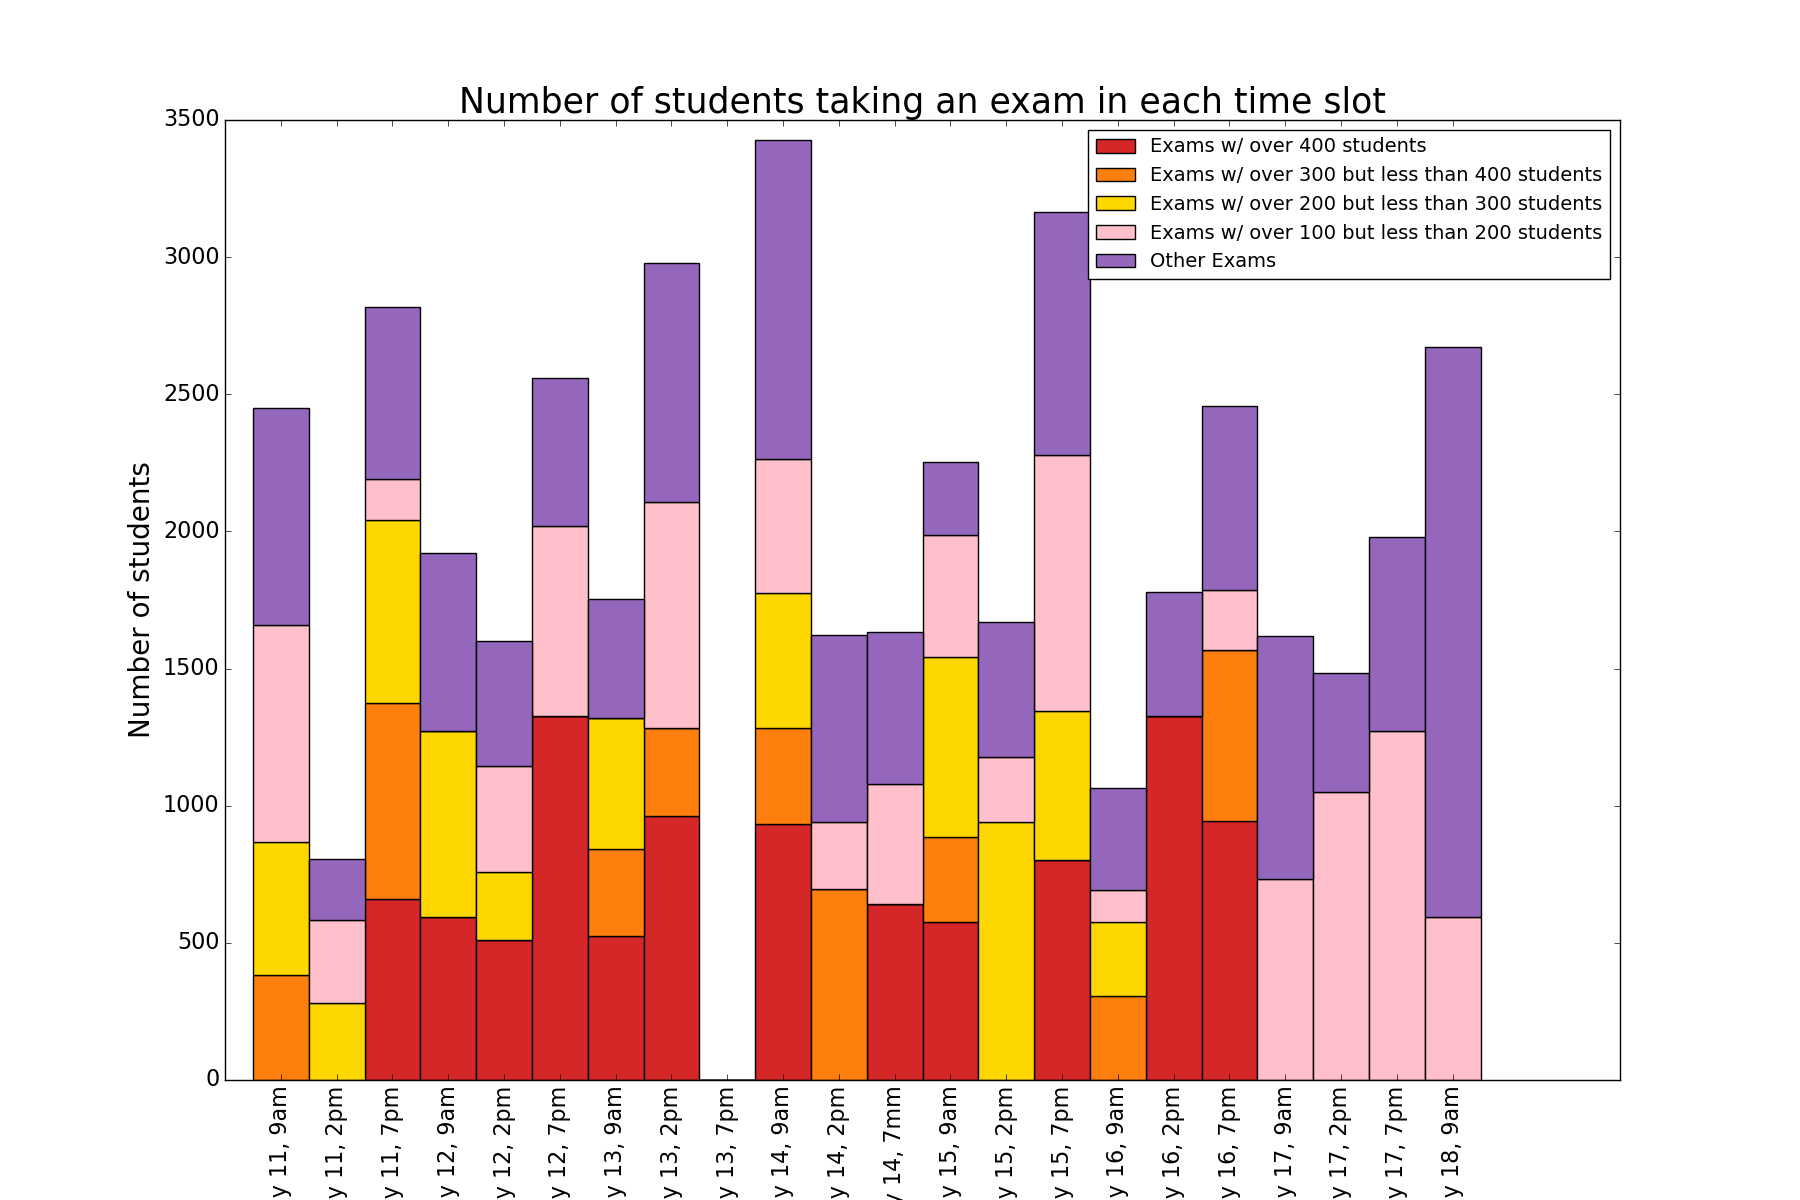 Number of students taking an exam in each time slot
Exams w/ over 400 students
Exams w/ over 300 but less than 400 students
Exams w/ over 200 but less than 300 students
Exams w/ over 100 but less than 200 students
Other Exams
Number of students
3500
3000
2500
2000
1500
1000
500
0
y 11, 9am
y 11, 2pm
y 11, 7pm
y 12, 9am
y 12, 2pm
y 12, 7pm
y 13, 9am
y 13, 2pm
y 13, 7pm
y 14, 9am
y 14, 2pm
y 14, 7mm
y 15, 9am
y 15, 2pm
y 15, 7pm
y 16, 9am
y 16, 2pm
y 16, 7pm
y 17, 9am
y 17, 2pm
y 17, 7pm
y 18, 9am